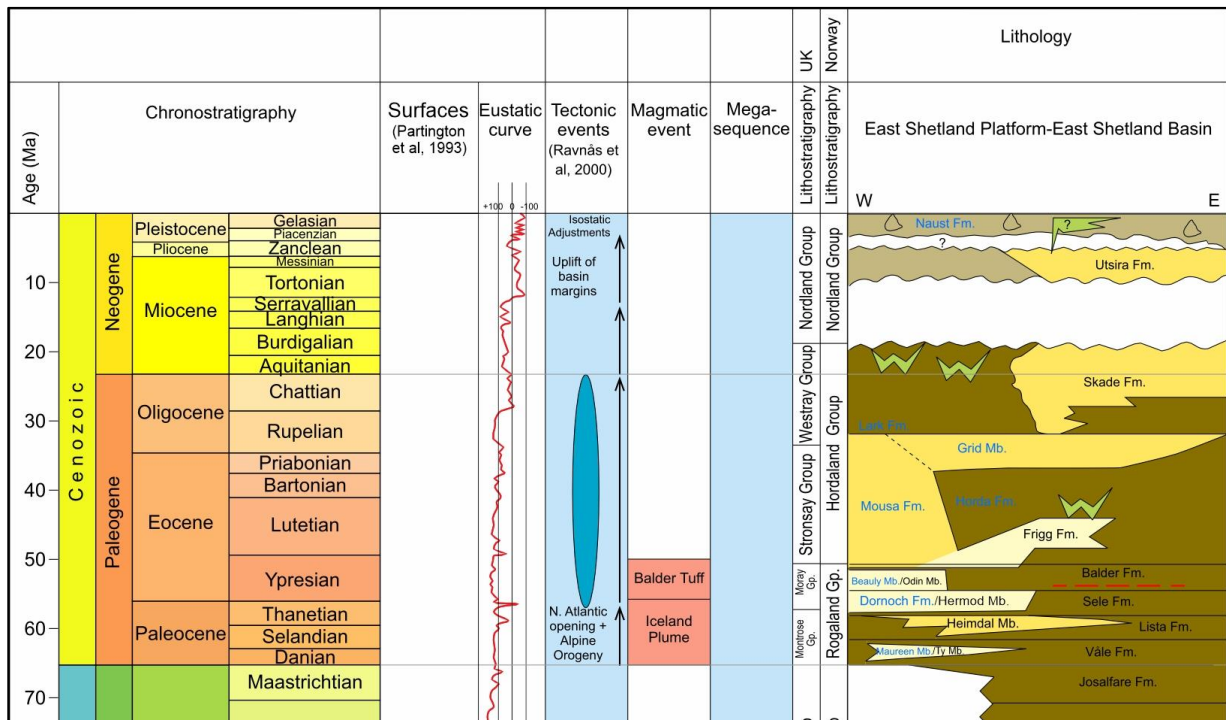 Age (Ma)
Chronostratigraphy
Surfaces
(Partington
et al, 1993)
Eustatic
curve
+100 0 -100
Tectonic
events
(Ravnås et
al, 2000)
Magmatic
event
Mega-
sequence
UK
Lithostratigraphy
Norway
Lithostratigraphy
Lithology
East Shetland Platform-East Shetland Basin
W
E
10
20
30
40
50
60
70
Cenozoic
Neogene
Paleogene
Pleistocene
Pliocene
Miocene
Oligocene
Eocene
Paleocene
Gelasian
Piacenzian
Zanclean
Messinian
Tortonian
Serravallian
Langhian
Burdigalian
Aquitanian
Chattian
Rupelian
Priabonian
Bartonian
Lutetian
Ypresian
Thanetian
Selandian
Danian
Maastrichtian
Isostatic
Adjustments
Uplift of
basin
margins
N. Atlantic
opening +
Alpine
Orogeny
Balder Tuff
Iceland
Plume
Nordland Group
Westray Group
Stronsay Group
Moray
Gp.
Montrose
Gp.
Nordland Group
Hordaland Group
Rogaland Gp.
Naust Fm.
?
?
Utsira Fm.
Skade Fm.
Lark Fm.
Grid Mb.
Mousa Fm.
Horda Fm.
Frigg Fm.
Balder Fm.
Beauly Mb./Odin Mb.
Dornoch Fm./Hermod Mb.
Sele Fm.
Heimdal Mb.
Lista Fm.
Maureen Mb./Ty Mb.
Våle Fm.
Josalfare Fm.